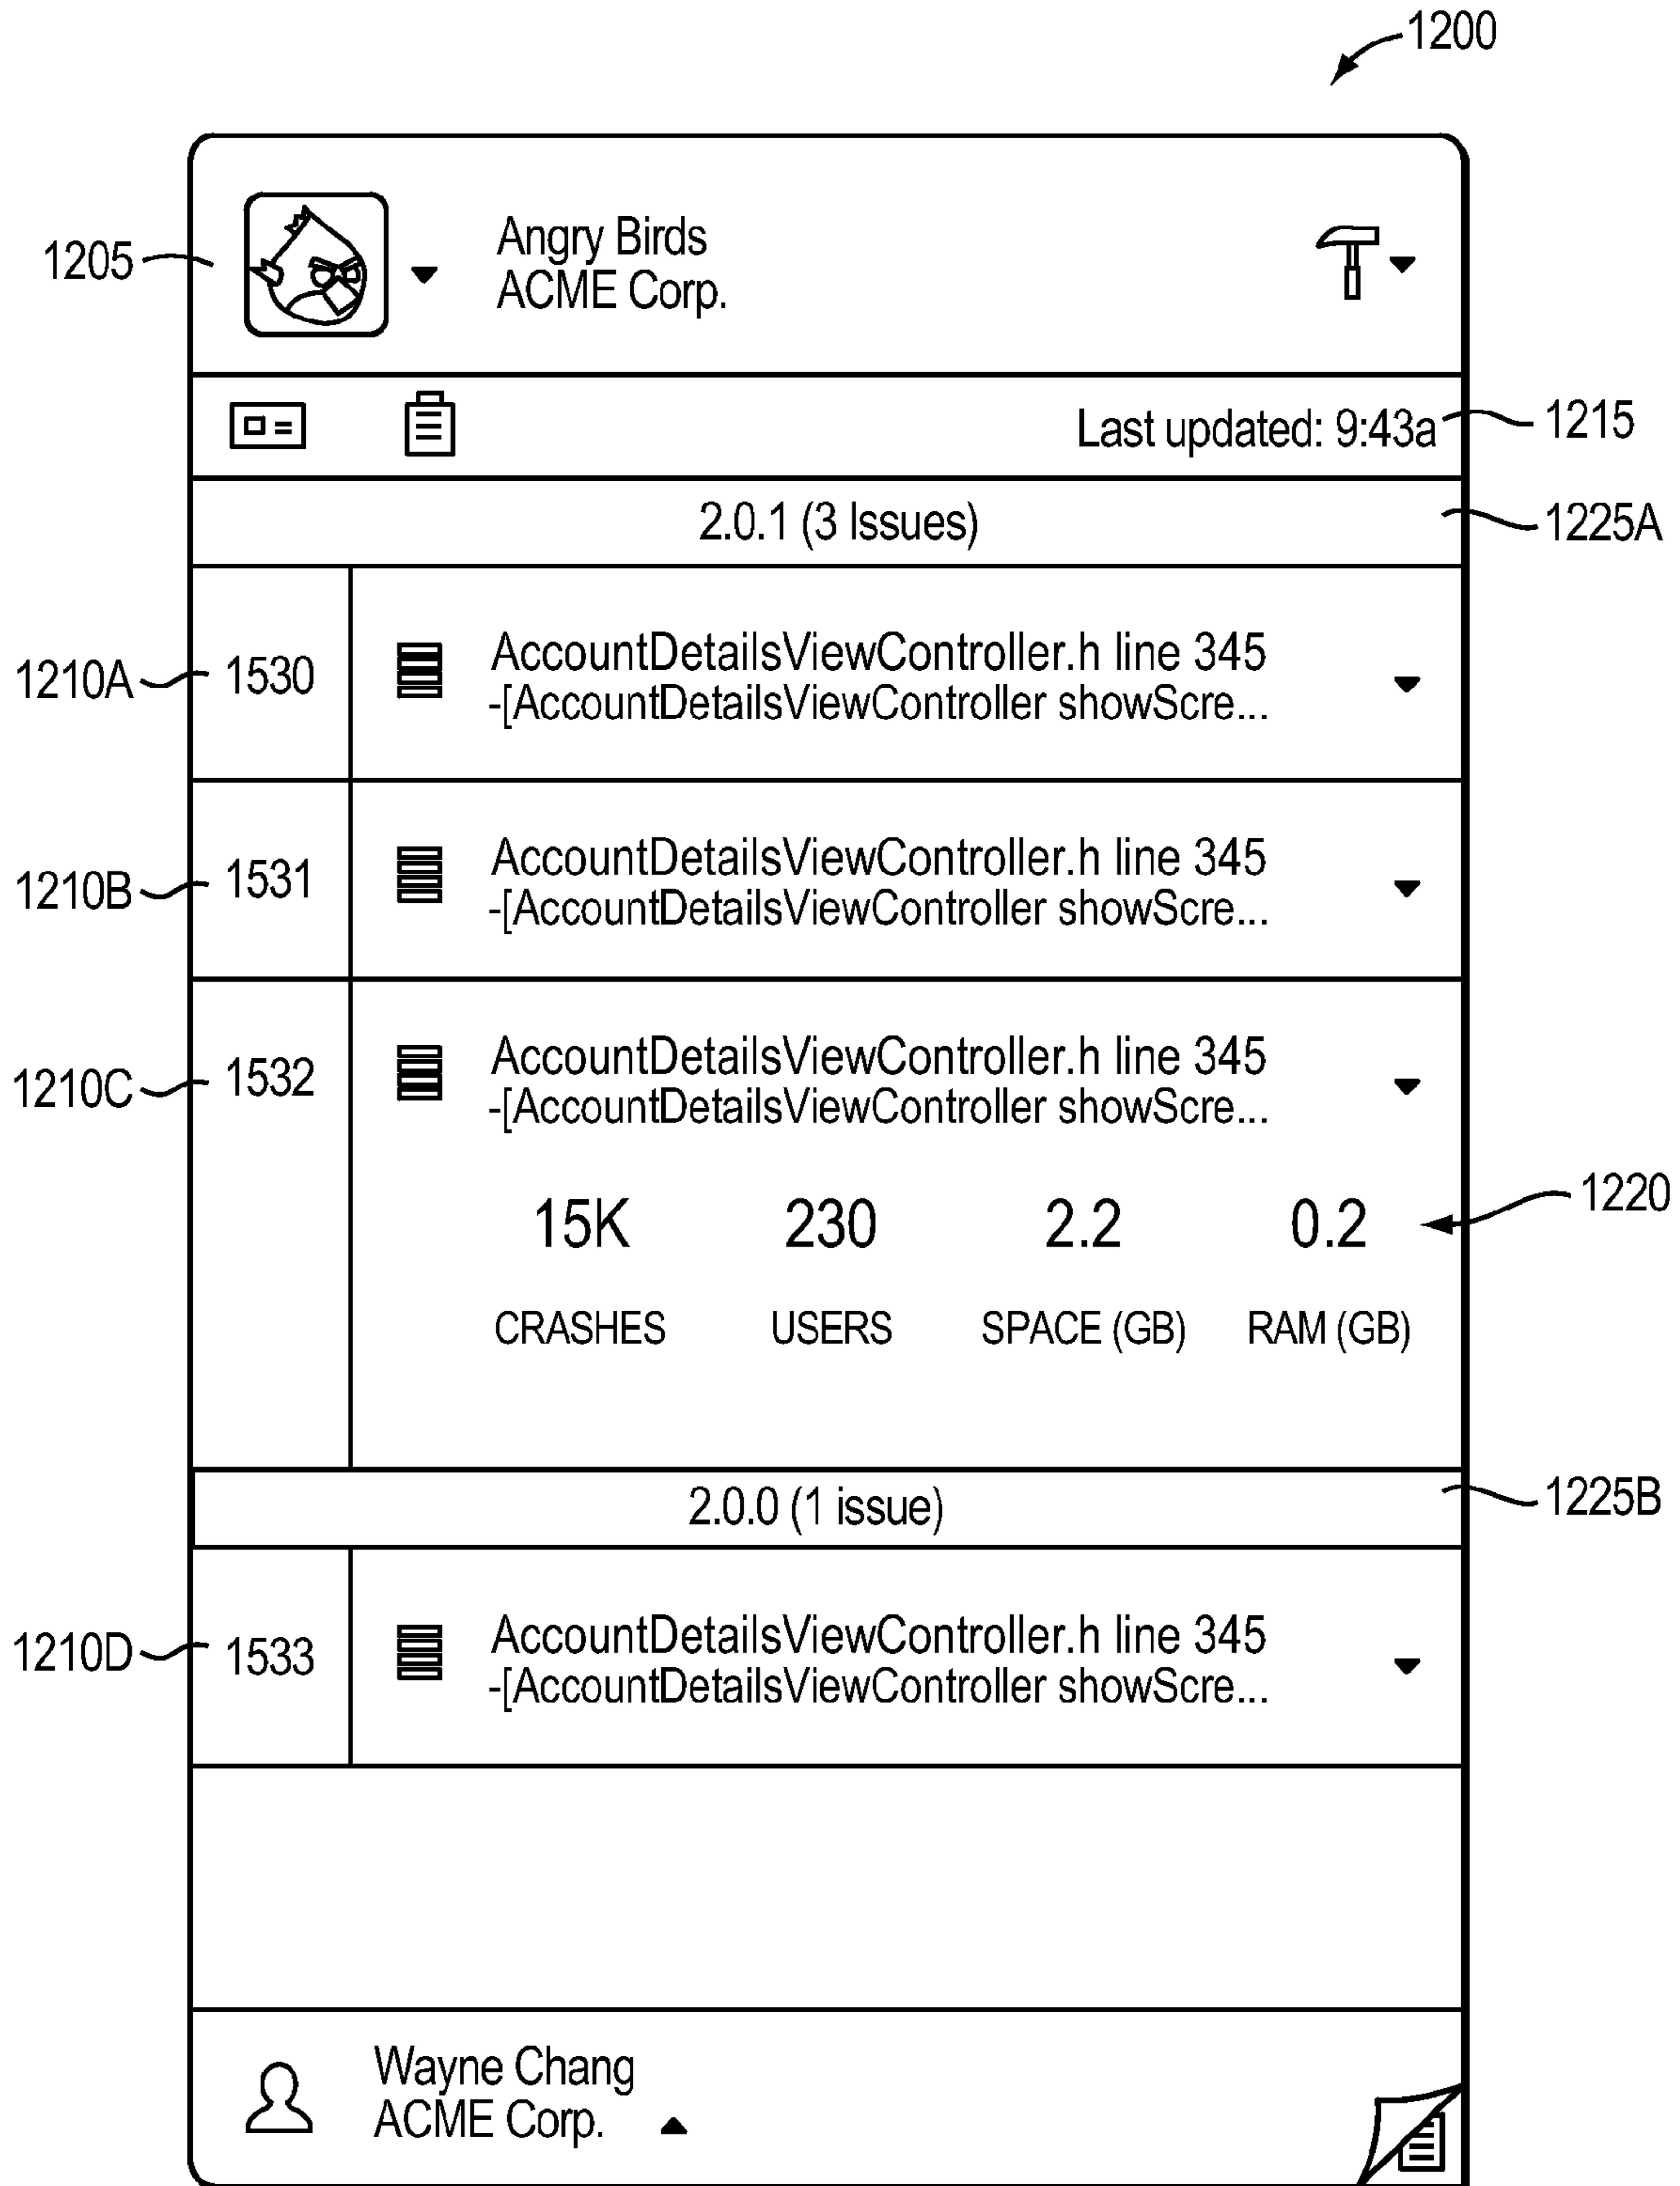 1200
1205
Angry Birds
ACME Corp.
Last updated: 9:43a
1215
2.0.1 (3 Issues)
1225A
1210A
1530
AccountDetailsViewController.h line 345
-[AccountDetailsViewController showScre...
1210B
1531
AccountDetailsViewController.h line 345
-[AccountDetailsViewController showScre...
1210C
1532
AccountDetailsViewController.h line 345
-[AccountDetailsViewController showScre...
15K 230 2.2 0.2
1220
CRASHES USERS SPACE (GB) RAM (GB)
2.0.0 (1 issue)
1225B
1210D
1533
AccountDetailsViewController.h line 345
-[AccountDetailsViewController showScre...
Wayne Chang
ACME Corp.